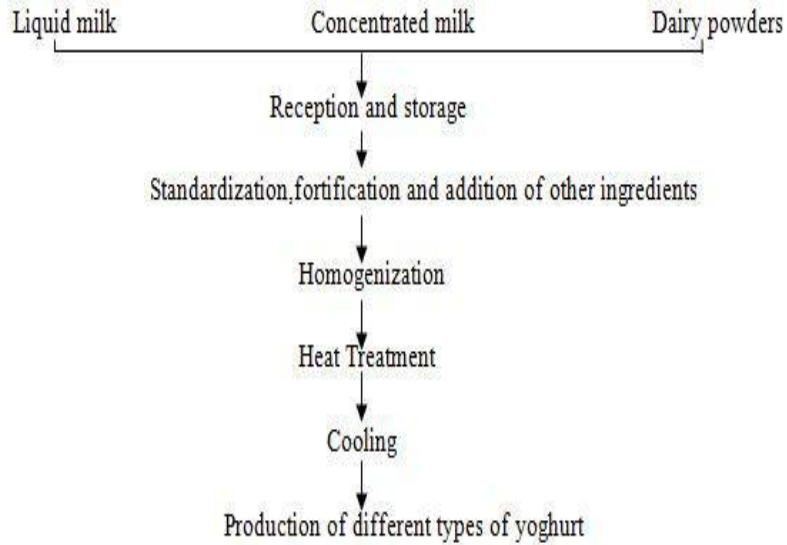 Liquid milk Concentrated milk Dairy powders
Reception and storage
Standardization,fortification and addition of other ingredients
Homogenization
Heat Treatment
Cooling
Production of different types of yoghurt